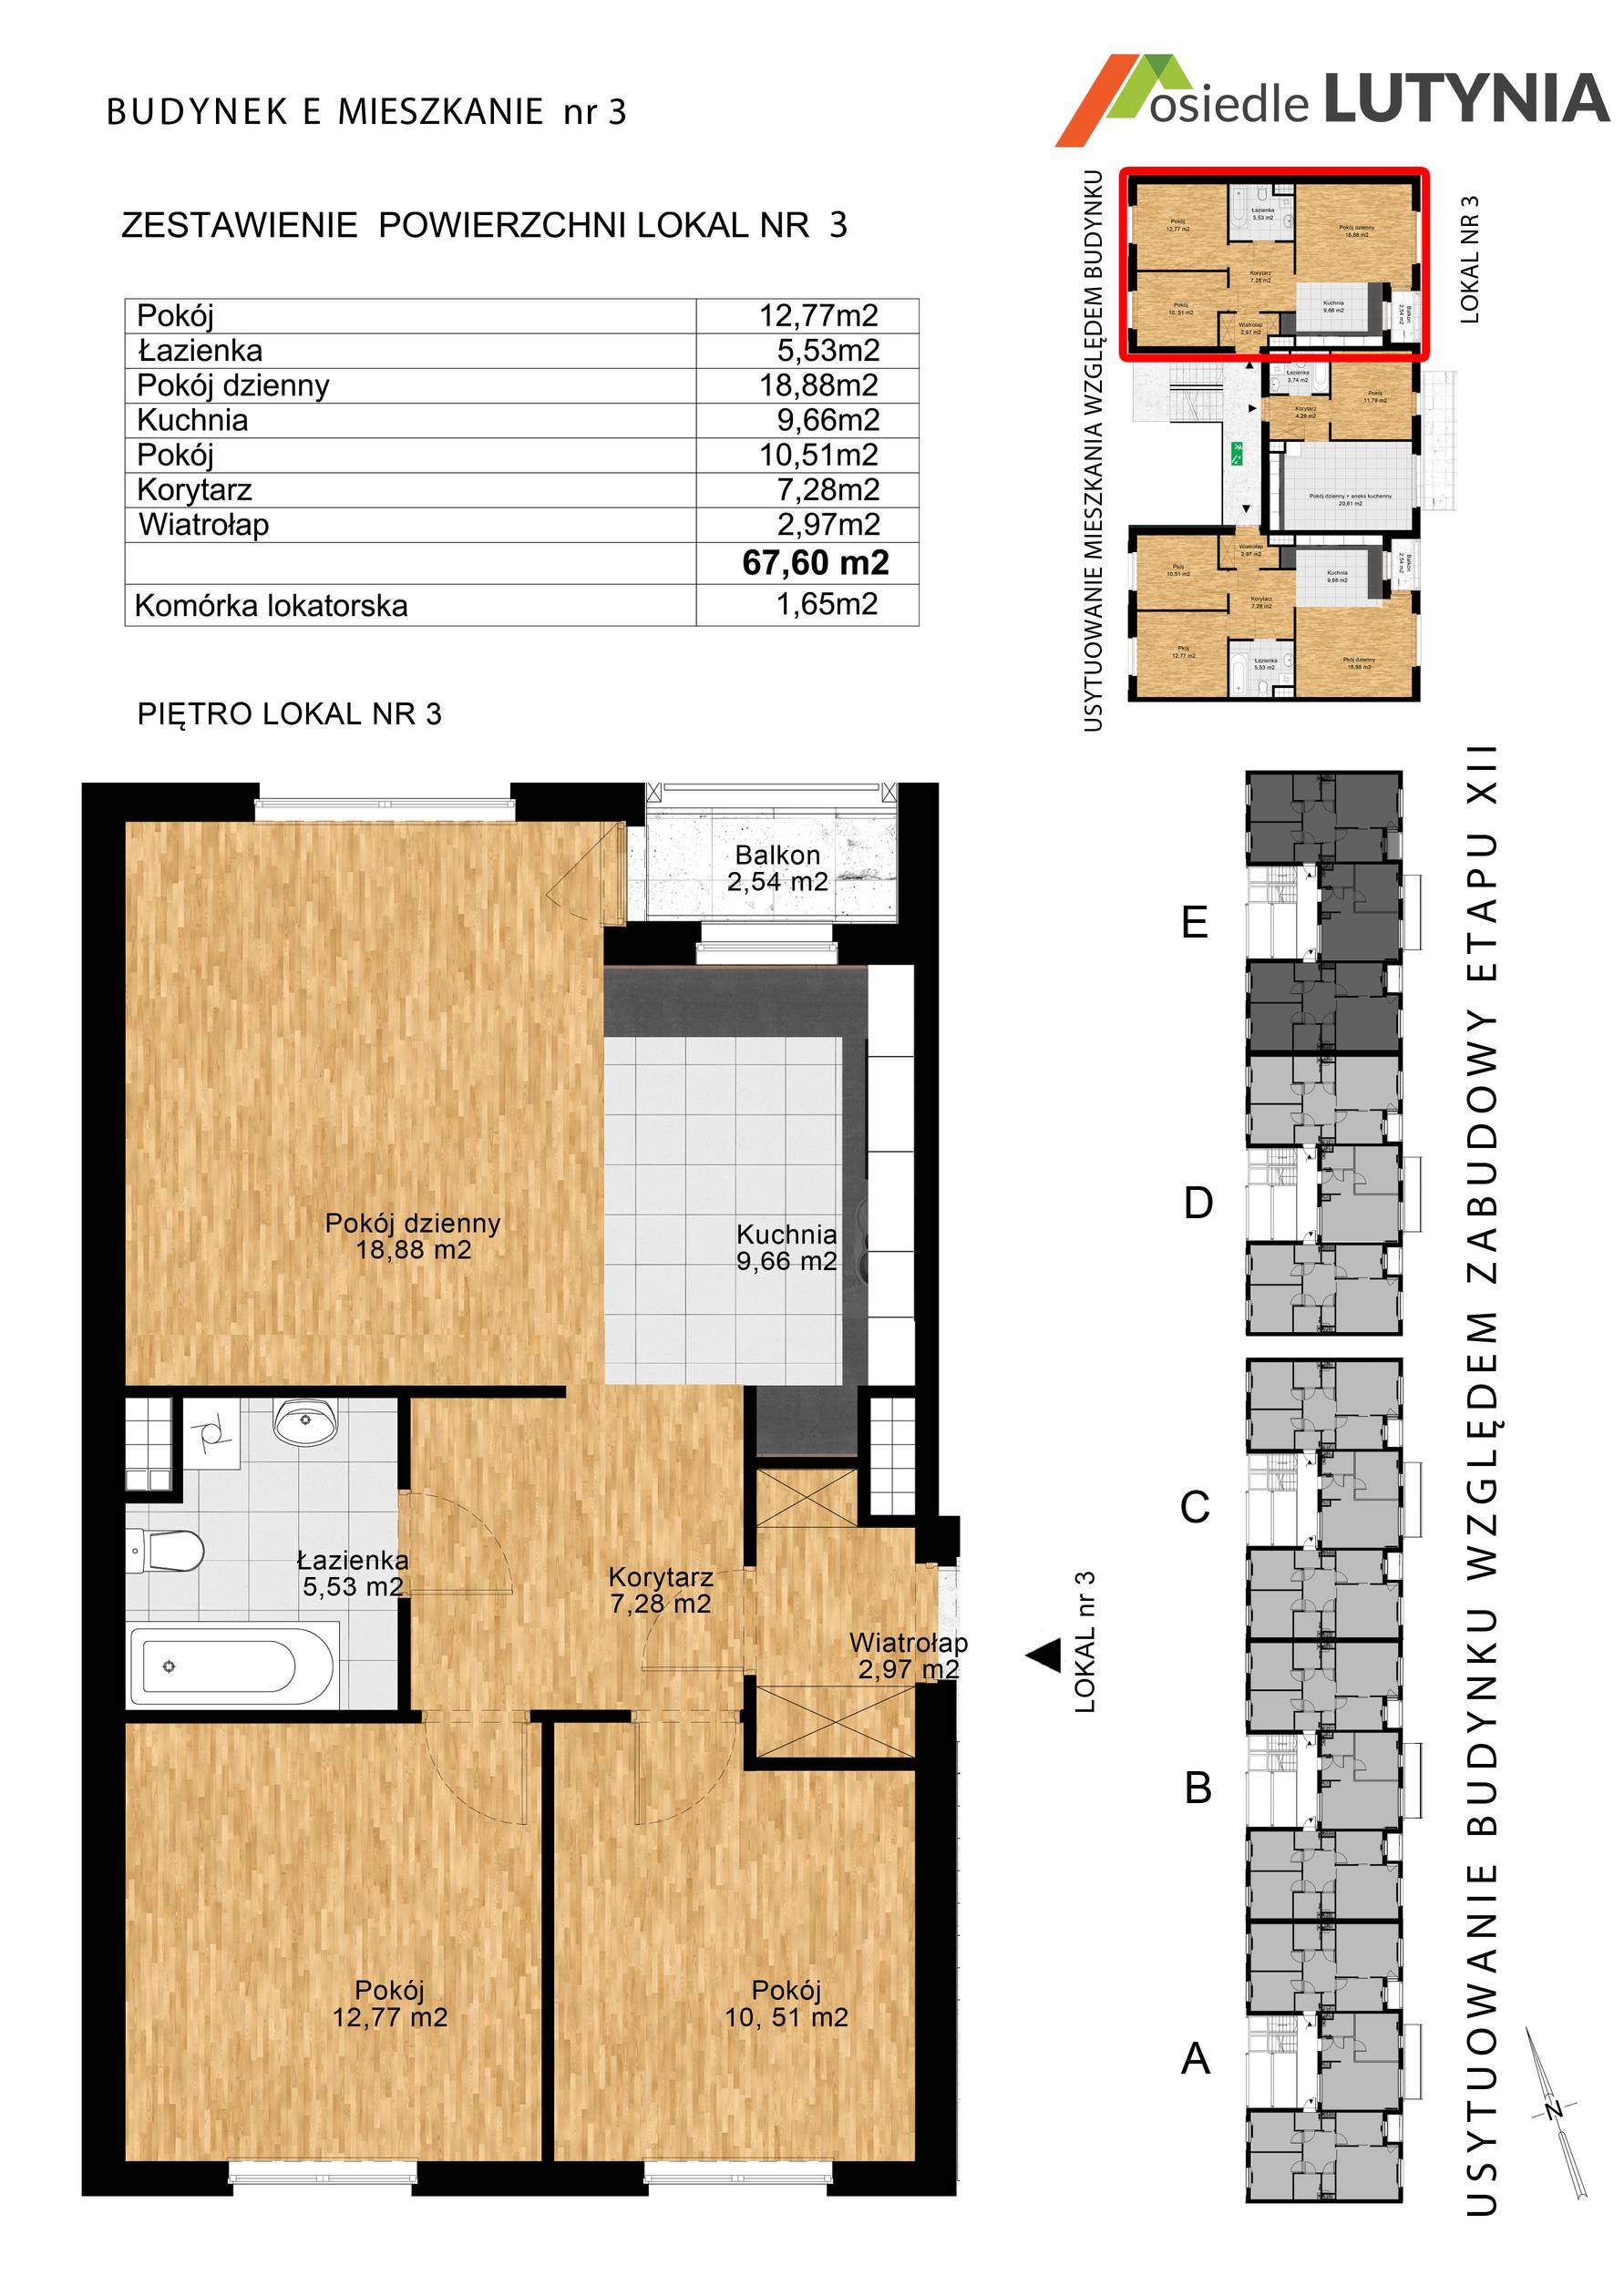 BUDYNEK E MIESZKANIE nr 3
osiedle LUTYNIA
ZESTAWIENIE POWIERZCHNI LOKAL NR 3
Pokój 12,77m2
Łazienka 5,53m2
Pokój dzienny 18,88m2
Kuchnia 9,66m2
Pokój 10,51m2
Korytarz 7,28m2
Wiatrołap 2,97m2
67,60 m2
Komórka lokatorska 1,65m2
PIĘTRO LOKAL NR 3
Balkon
2,54 m2
Pokój dzienny
18,88 m2
Kuchnia
9,66 m2
Łazienka
5,53 m2
Korytarz
7,28 m2
Wiatrołap
2,97 m2
Pokój
12,77 m2
Pokój
10, 51 m2
LOKAL nr 3
USYTUOWANIE MIESZKANIA WZGLĘDEM BUDYNKU
LOKAL NR 3
Pokój
12,77 m2
Łazienka
5,53 m2
Pokój dzienny
18,88 m2
Korytarz
7,28 m2
Pokój
10, 51 m2
Wiatrołap
2,97 m2
Kuchnia
9,66 m2
Balkon
2,54 m2
Łazienka
3,74 m2
Pokój
11,79 m2
Korytarz
4,28 m2
Pokój dzienny + aneks kuchenny
20,61 m2
Wiatrołap
2,97 m2
Pkój
10,51 m2
Kuchnia
9,66 m2
Balkon
2,54 m2
Korytarz
7,28 m2
Pkój
12,77 m2
Łazienka
5,53 m2
Pkój dzienny
18,88 m2
E
D
C
B
A
USYTUOWANIE BUDYNKU WZGLĘDEM ZABUDOWY ETAPU XII
N